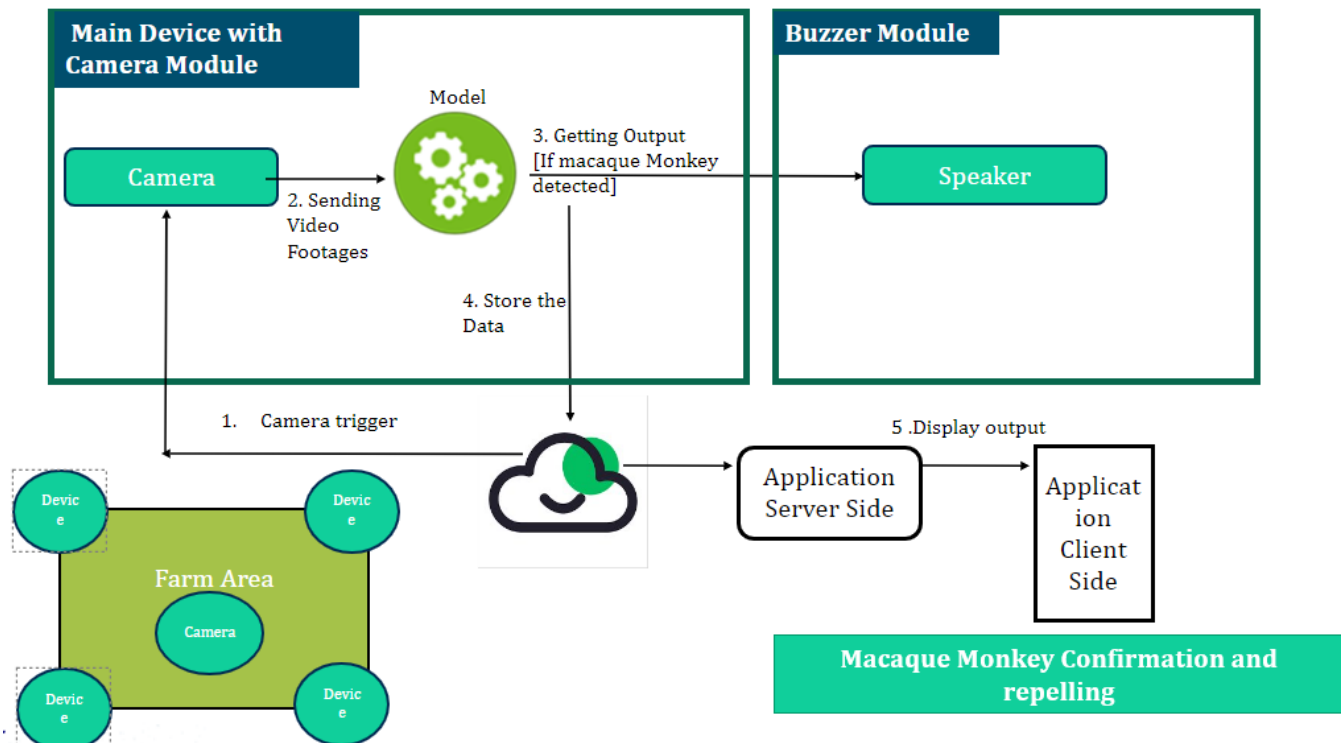 Main Device with
Camera Module
Buzzer Module
Model
3. Getting Output
[If macaque Monkey
detected]
Camera
Speaker
2. Sending
Video
Footages
4. Store the
Data
1. Camera trigger
5 .Display output
Application
Server Side
Applicat
ion
Client
Side
Devic
e
Devic
e
Farm Area
Camera
Devic
e
Devic
e
Macaque Monkey Confirmation and
repelling